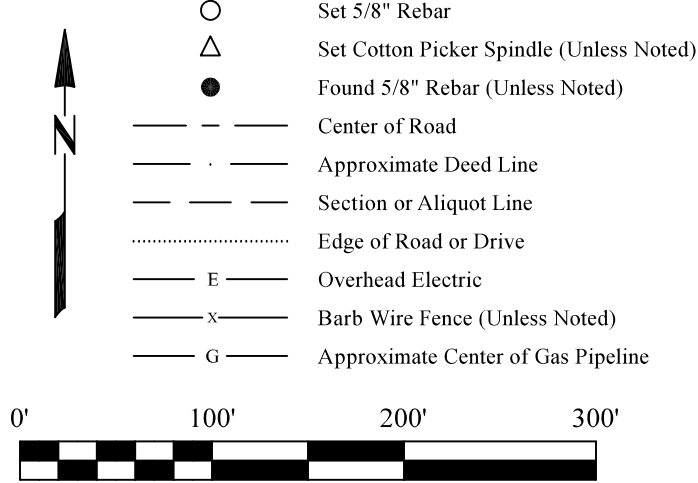 Set 5/8" Rebar
Set Cotton Picker Spindle (Unless Noted)
Found 5/8" Rebar (Unless Noted)
N
Center of Road
Approximate Deed Line
Section or Aliquot Line
Edge of Road or Drive
E Overhead Electric
X Barb Wire Fence (Unless Noted)
G Approximate Center of Gas Pipeline
0' 100' 200' 300'